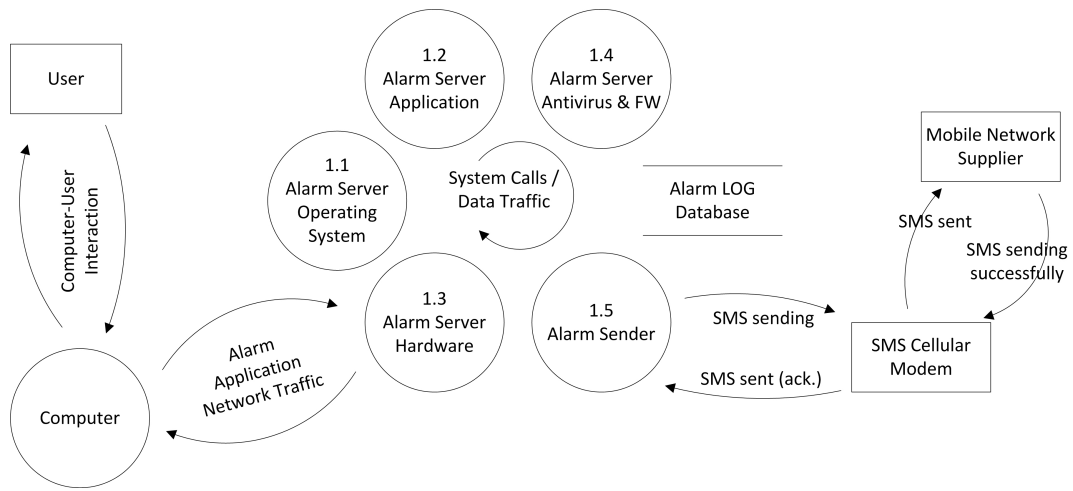 User
Computer-User
Interaction
Computer
Alarm
Application
Network Traffic
1.1
Alarm Server
Operating
System
1.2
Alarm Server
Application
1.4
Alarm Server
Antivirus & FW
System Calls /
Data Traffic
Alarm LOG
Database
1.3
Alarm Server
Hardware
1.5
Alarm Sender
SMS sending
SMS sent (ack.)
Mobile Network
Supplier
SMS sent
SMS sending
successfully
SMS Cellular
Modem